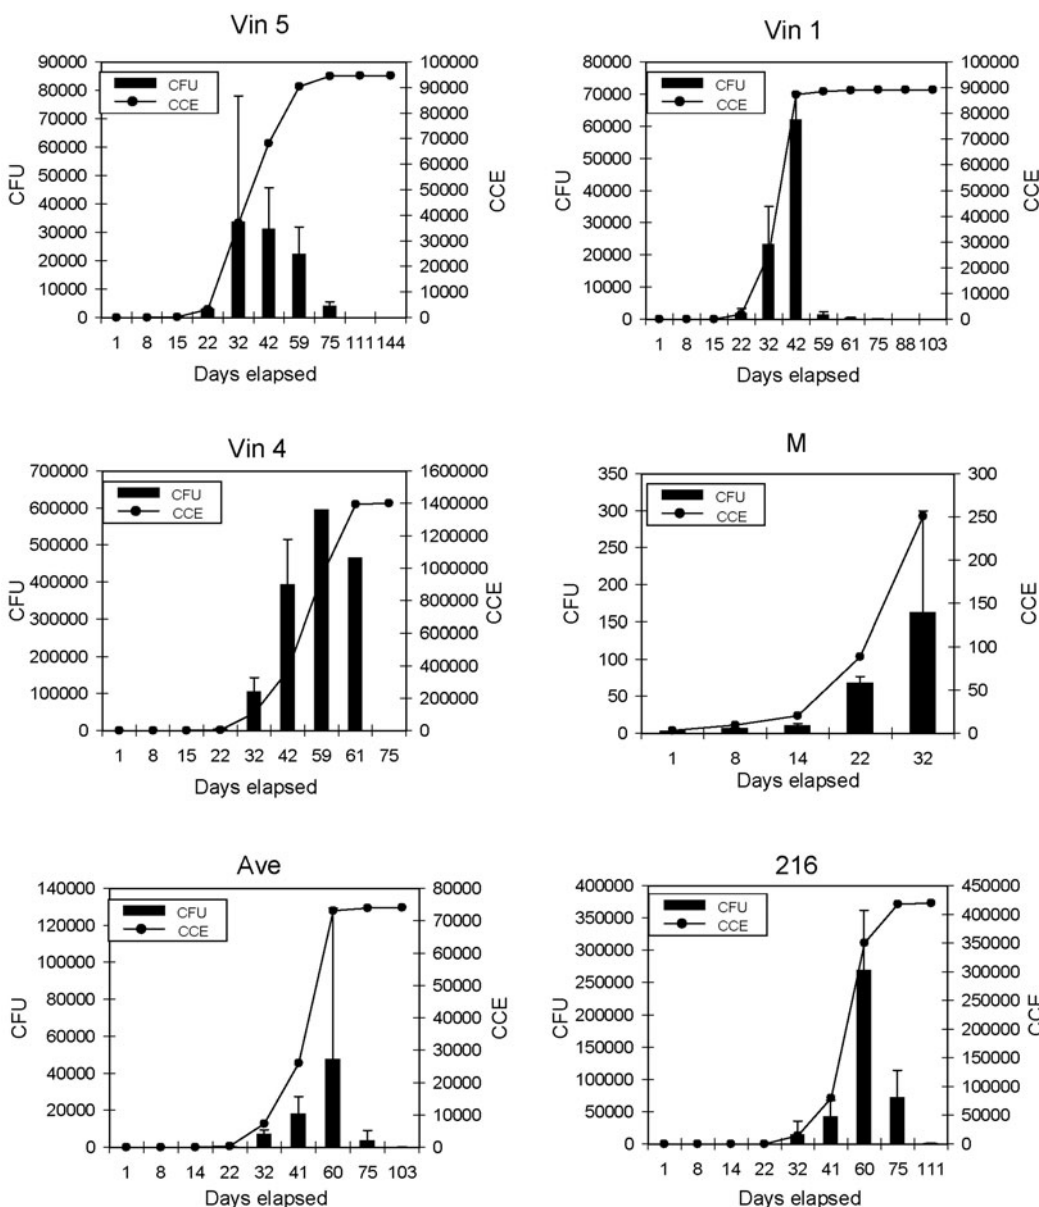 Vin 5
90000 100000
80000 90000
70000 80000
60000 70000
50000 60000
40000 50000
30000 40000
20000 30000
10000 20000
0 10000
0
CFU
CCE
CFU
CCE
1 8 15 22 32 42 59 75 111 144
Days elapsed
Vin 1
80000 100000
70000 90000
60000 80000
50000 70000
40000 60000
30000 50000
20000 40000
10000 30000
0 20000
10000
0
CFU
CCE
CFU
CCE
1 8 15 22 32 42 59 61 75 88 103
Days elapsed
Vin 4
700000 1600000
600000 1400000
500000 1200000
400000 1000000
300000 800000
200000 600000
100000 400000
0 200000
0
CFU
CCE
CFU
CCE
1 8 15 22 32 42 59 61 75
Days elapsed
M
350 300
300 250
250 200
200 150
150 100
100 50
50 0
0
CFU
CCE
CFU
CCE
1 8 14 22 32
Days elapsed
Ave
140000 80000
120000 70000
100000 60000
80000 50000
60000 40000
40000 30000
20000 20000
0 10000
0
CFU
CCE
CFU
CCE
1 8 14 22 32 41 60 75 103
Days elapsed
216
400000 450000
350000 400000
300000 350000
250000 300000
200000 250000
150000 200000
100000 150000
50000 100000
0 50000
0
CFU
CCE
CFU
CCE
1 8 14 22 32 41 60 75 111
Days elapsed